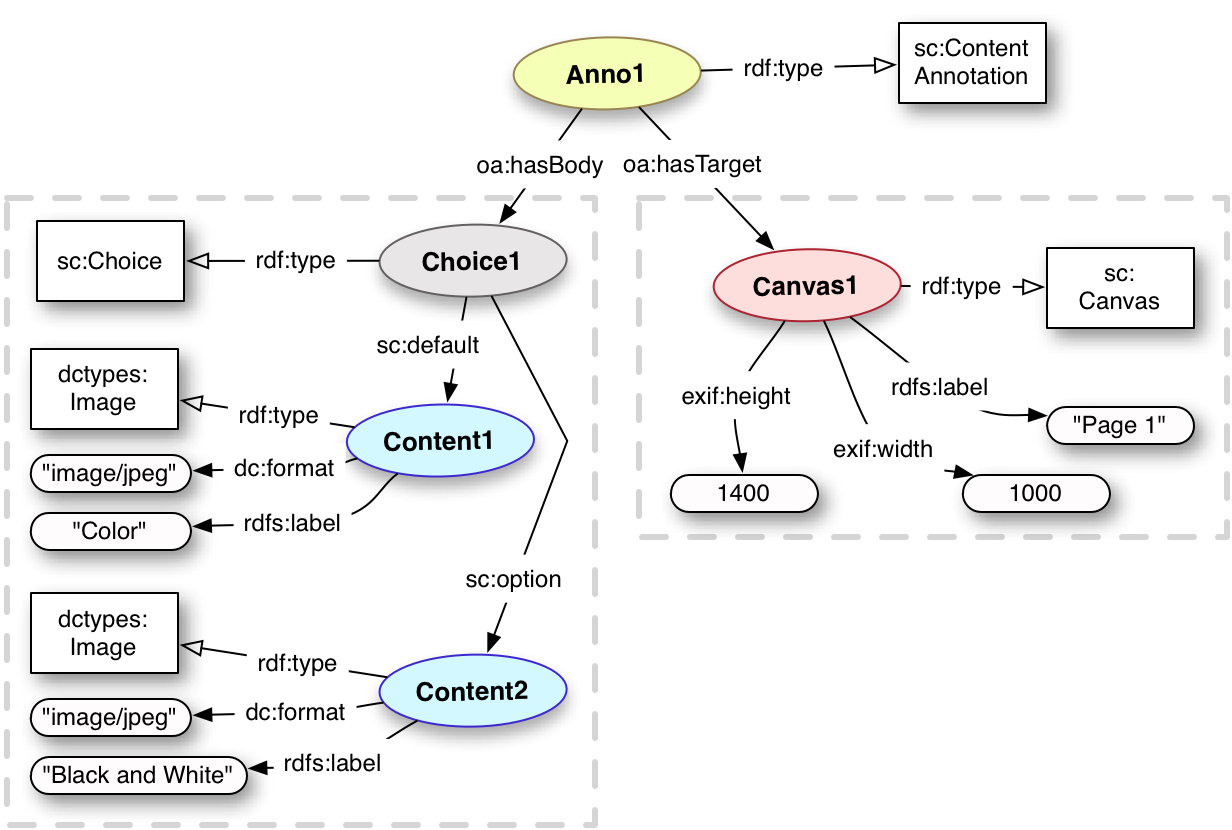 Anno1
rdf:type
sc:Content
Annotation
oa:hasBody
oa:hasTarget
sc:Choice
rdf:type
Choice1
sc:default
dctypes:
Image
rdf:type
Content1
"image/jpeg"
dc:format
"Color"
rdfs:label
sc:option
dctypes:
Image
rdf:type
Content2
"image/jpeg"
dc:format
"Black and White"
rdfs:label
Canvas1
rdf:type
sc:
Canvas
exif:height
rdfs:label
"Page 1"
exif:width
1400
1000